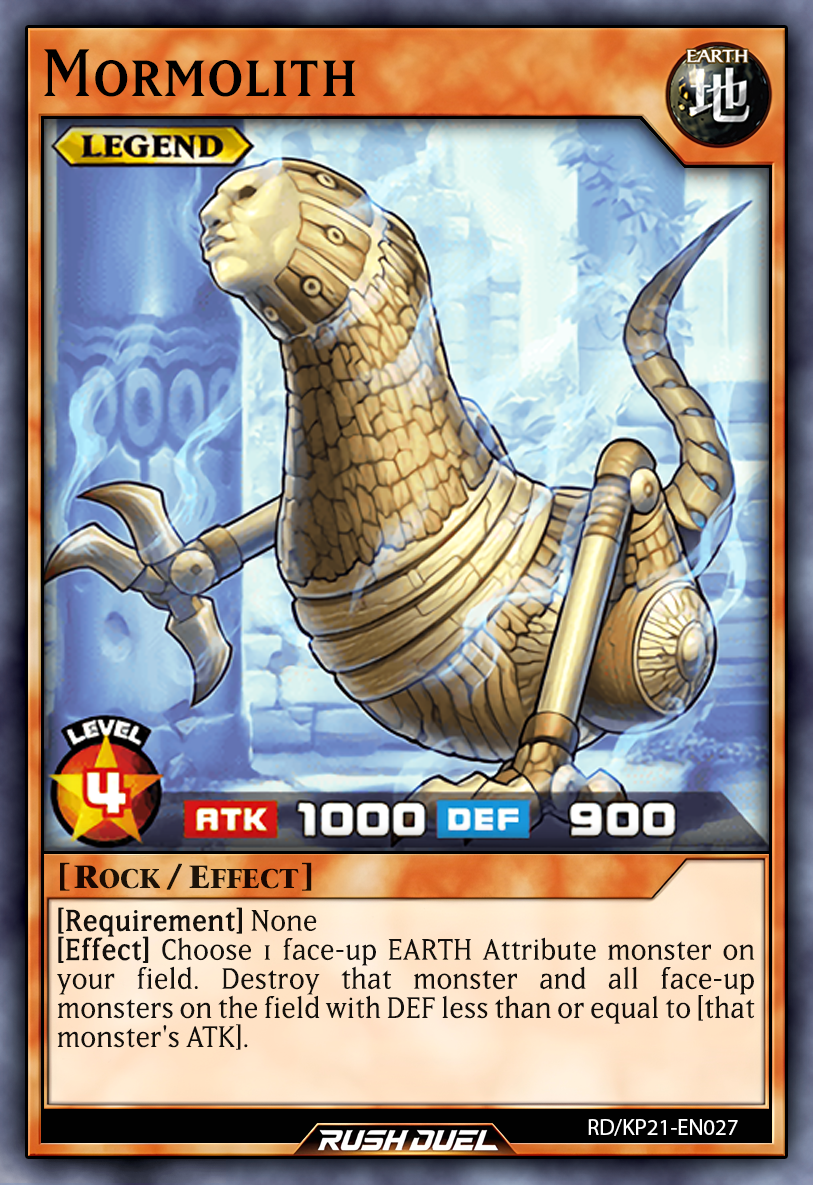 MORMOLITH
EARTH
地
LEGEND
LEVEL
4
ATK 1000 DEF 900
[ROCK / EFFECT]
[Requirement] None
[Effect] Choose 1 face-up EARTH Attribute monster on
your field. Destroy that monster and all face-up
monsters on the field with DEF less than or equal to [that
monster's ATK].
RD/KP21-EN027
RUSH DUEL